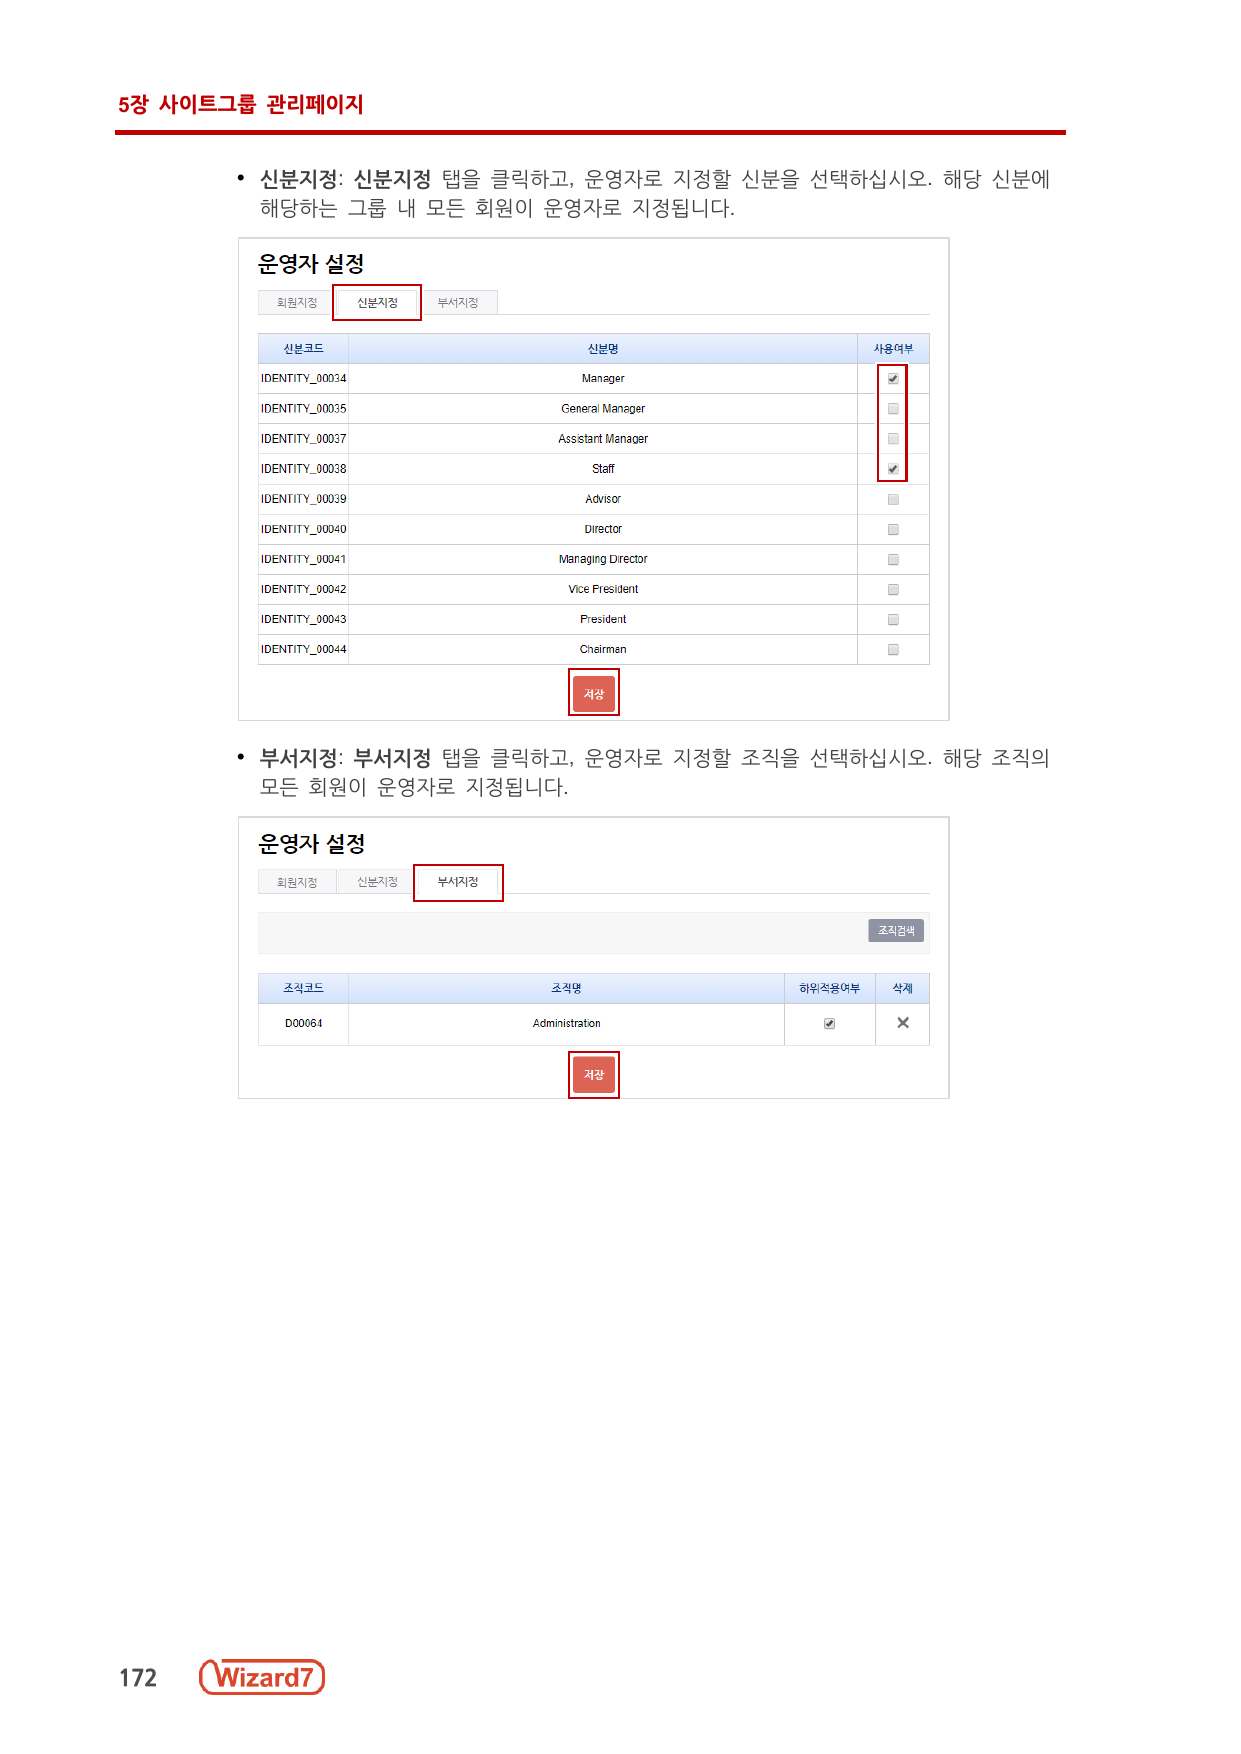 5장 사이트그룹 관리페이지
• 신분지정: 신분지정 탭을 클릭하고, 운영자로 지정할 신분을 선택하십시오. 해당 신분에
해당하는 그룹 내 모든 회원이 운영자로 지정됩니다.
운영자 설정
회원지정 신분지정 부서지정
신분코드 신분명 사용여부
IDENTITY_00034 Manager
IDENTITY_00035 General Manager
IDENTITY_00037 Assistant Manager
IDENTITY_00038 Staff
IDENTITY_00039 Advisor
IDENTITY_00040 Director
IDENTITY_00041 Managing Director
IDENTITY_00042 Vice President
IDENTITY_00043 President
IDENTITY_00044 Chairman
저장
• 부서지정: 부서지정 탭을 클릭하고, 운영자로 지정할 조직을 선택하십시오. 해당 조직의
모든 회원이 운영자로 지정됩니다.
운영자 설정
회원지정 신분지정 부서지정
조직검색
조직코드 조직명 하위적용여부 삭제
D00064 Administration
저장
172 Wizard7